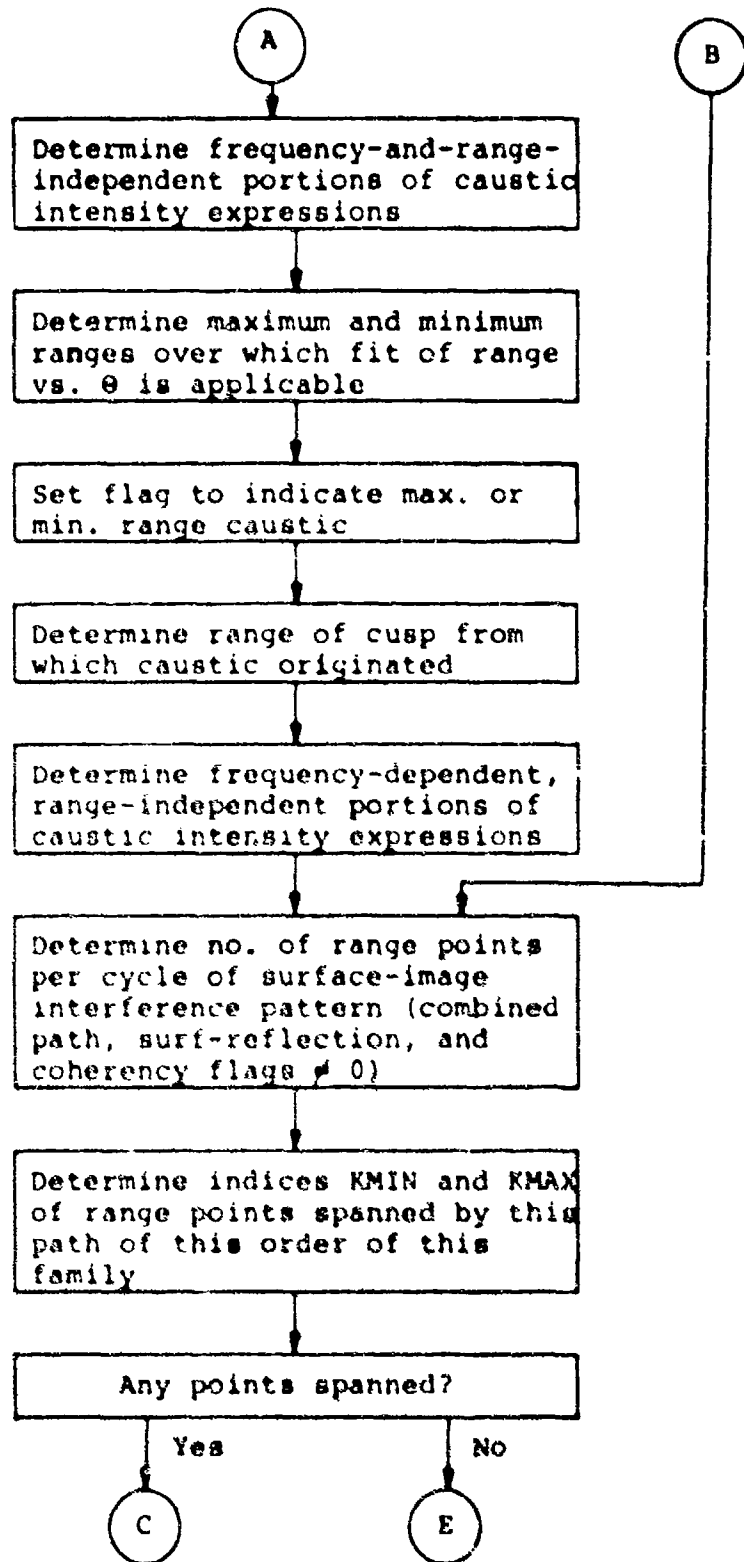 A
B
Determine frequency-and-range-
independent portions of caustic
intensity expressions
Determine maximum and minimum
ranges over which fit of range
vs. θ is applicable
Set flag to indicate max. or
min. range caustic
Determine range of cusp from
which caustic originated
Determine frequency-dependent,
range-independent portions of
caustic intensity expressions
Determine no. of range points
per cycle of surface-image
interference pattern (combined
path, surf-reflection, and
coherency flags ≠ 0)
Determine indices KMIN and KMAX
of range points spanned by this
path of this order of this
family
Any points spanned?
Yes
No
C
E